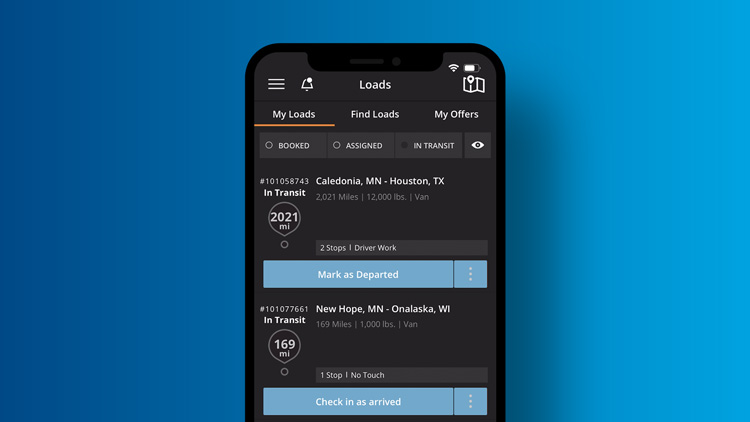 Loads
My Loads Find Loads My Offers
BOOKED ASSIGNED IN TRANSIT
#101058743
In Transit
2021
mi
Caledonia, MN - Houston, TX
2,021 Miles | 12,000 lbs. | Van
2 Stops | Driver Work
Mark as Departed
#101077661
In Transit
169
mi
New Hope, MN - Onalaska, WI
169 Miles | 1,000 lbs. | Van
1 Stop | No Touch
Check in as arrived